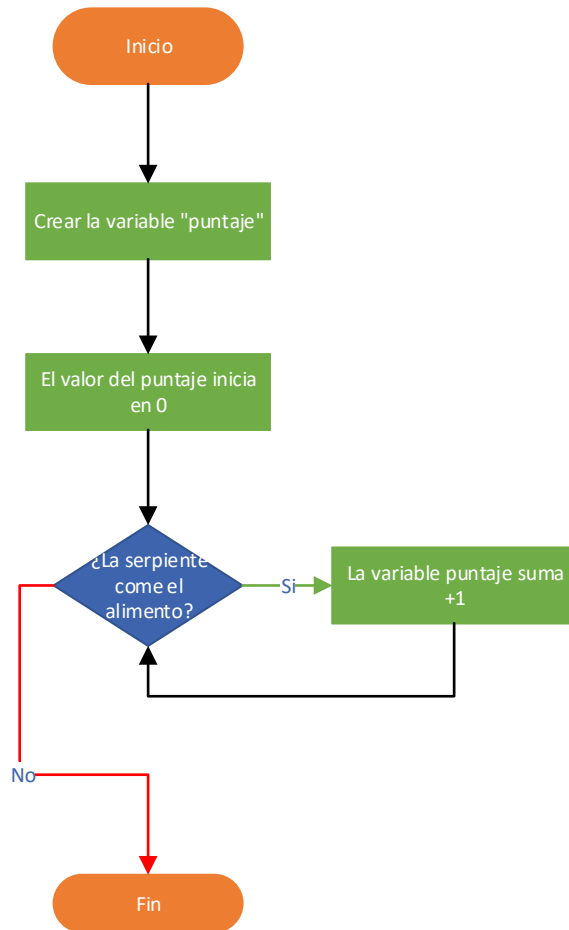 Inicio
Crear la variable "puntaje"
El valor del puntaje inicia
en 0
¿La serpiente
come el
alimento?
Si
La variable puntaje suma
+1
No
Fin